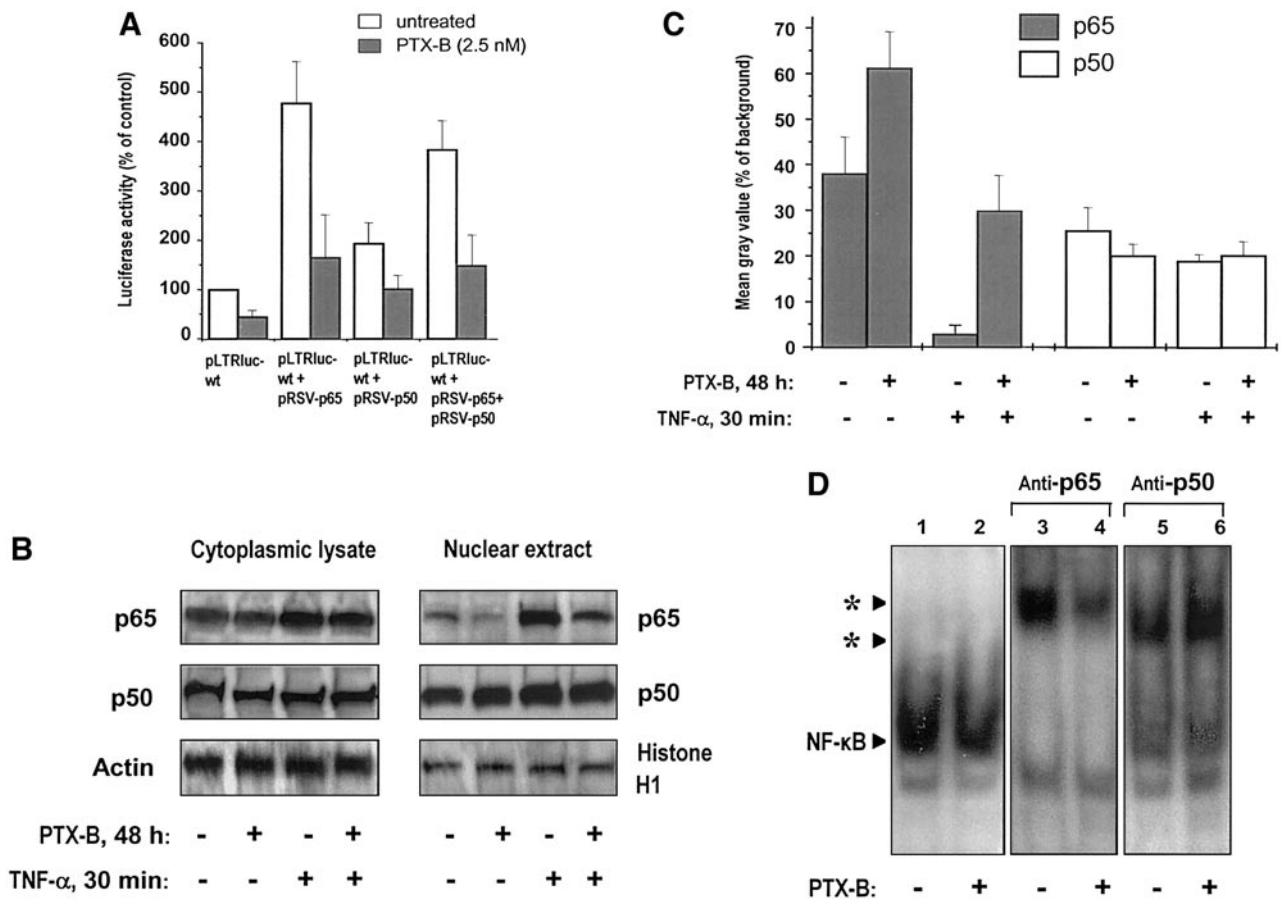 A
untreated
PTX-B (2.5 nM)
Luciferase activity (% of control)
600
500
400
300
200
100
0
pLTRluc-
wt
pLTRluc-
wt +
pRSV-p65
pLTRluc-
wt +
pRSV-p50
pLTRluc-
wt +
pRSV-p65+
pRSV-p50
C
p65
p50
Mean gray value (% of background)
70
60
50
40
30
20
10
0
PTX-B, 48 h: - + - + - + - +
TNF-α, 30 min: - - + + - - + +
B
Cytoplasmic lysate Nuclear extract
p65 p65
p50 p50
Actin Histone
H1
PTX-B, 48 h: - + - + - + - +
TNF-α, 30 min: - - + + - - + +
D
Anti-p65 Anti-p50
1 2 3 4 5 6
*
*
NF-κB
PTX-B: - + - + - +